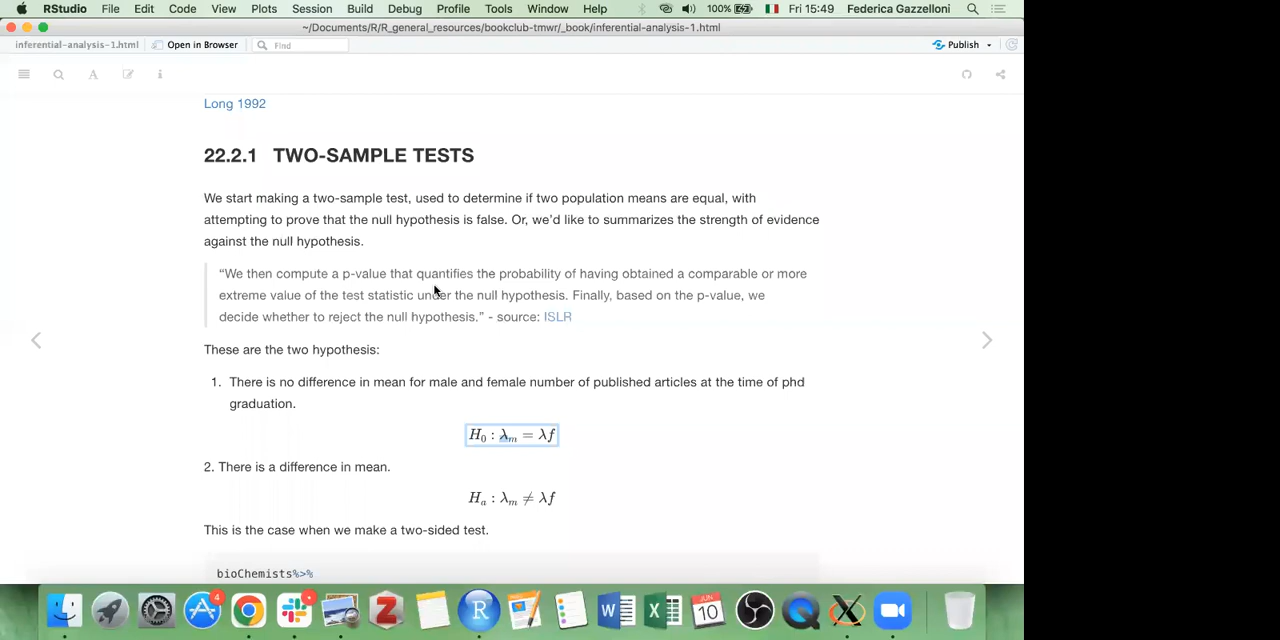 RStudio File Edit Code View Plots Session Build Debug Profile Tools Window Help 100% Fri 15:49 Federica Gazzelloni
~/Documents/R/R_general_resources/bookclub-tmwr/_book/inferential-analysis-1.html
inferential-analysis-1.html Open in Browser Find Publish
A i
Long 1992
22.2.1 TWO-SAMPLE TESTS
We start making a two-sample test, used to determine if two population means are equal, with
attempting to prove that the null hypothesis is false. Or, we'd like to summarizes the strength of evidence
against the null hypothesis.
“We then compute a p-value that quantifies the probability of having obtained a comparable or more
extreme value of the test statistic under the null hypothesis. Finally, based on the p-value, we
decide whether to reject the null hypothesis.” - source: ISLR
These are the two hypothesis:
1. There is no difference in mean for male and female number of published articles at the time of phd
graduation.
H₀ : λₘ = λf
2. There is a difference in mean.
Hₐ : λₘ ≠ λf
This is the case when we make a two-sided test.
bioChemists%>%
4 Z R W X JUN 10 X